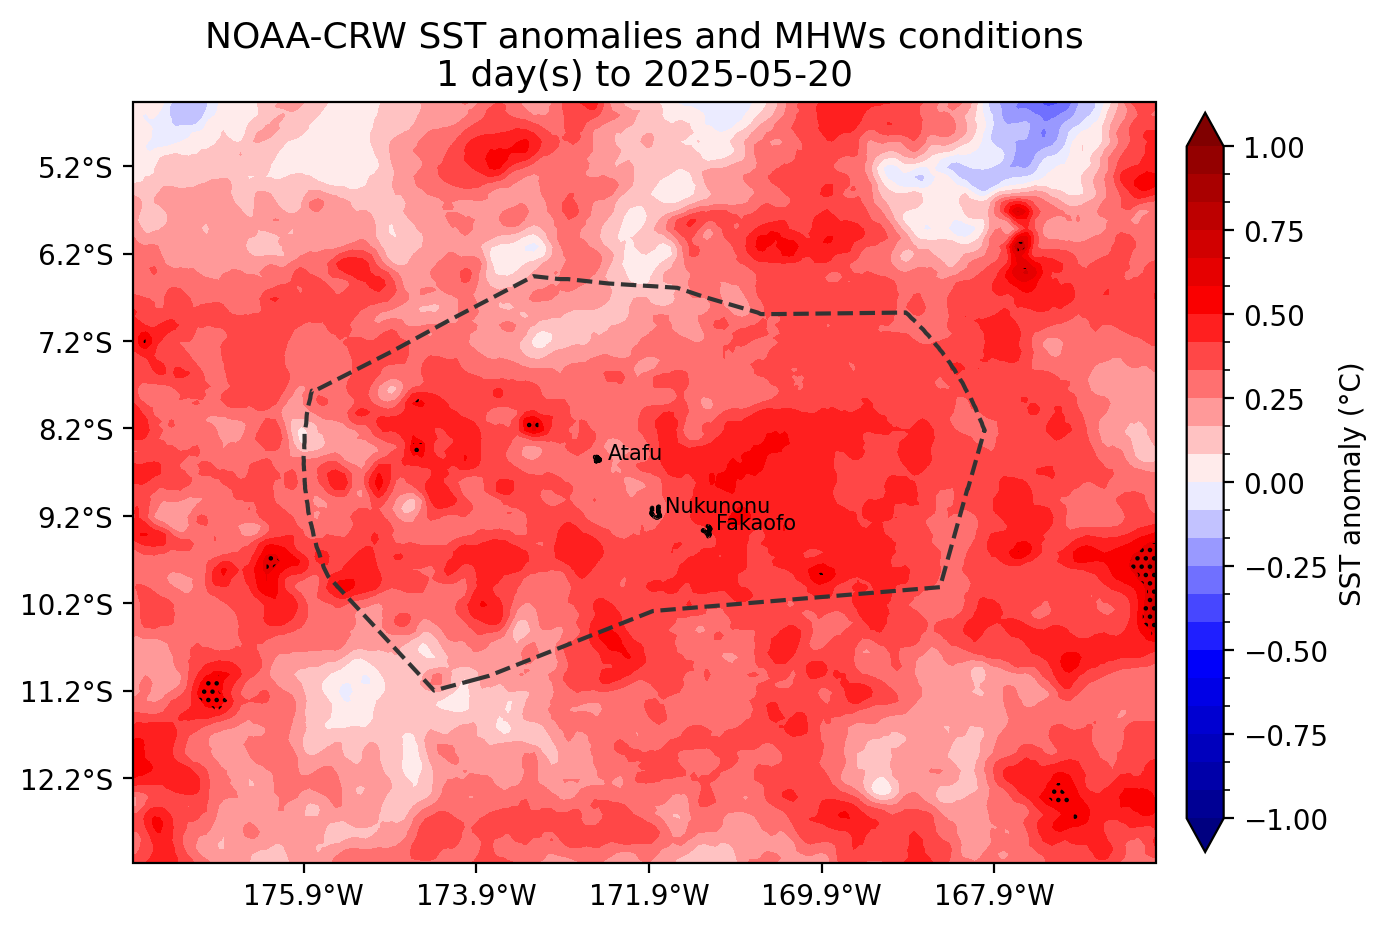 NOAA-CRW SST anomalies and MHWs conditions
1 day(s) to 2025-05-20
5.2°S
6.2°S
7.2°S
8.2°S
9.2°S
10.2°S
11.2°S
12.2°S
Atafu
Nukunonu
Fakaofo
175.9°W
173.9°W
171.9°W
169.9°W
167.9°W
1.00
0.75
0.50
0.25
0.00
−0.25
−0.50
−0.75
−1.00
SST anomaly (°C)